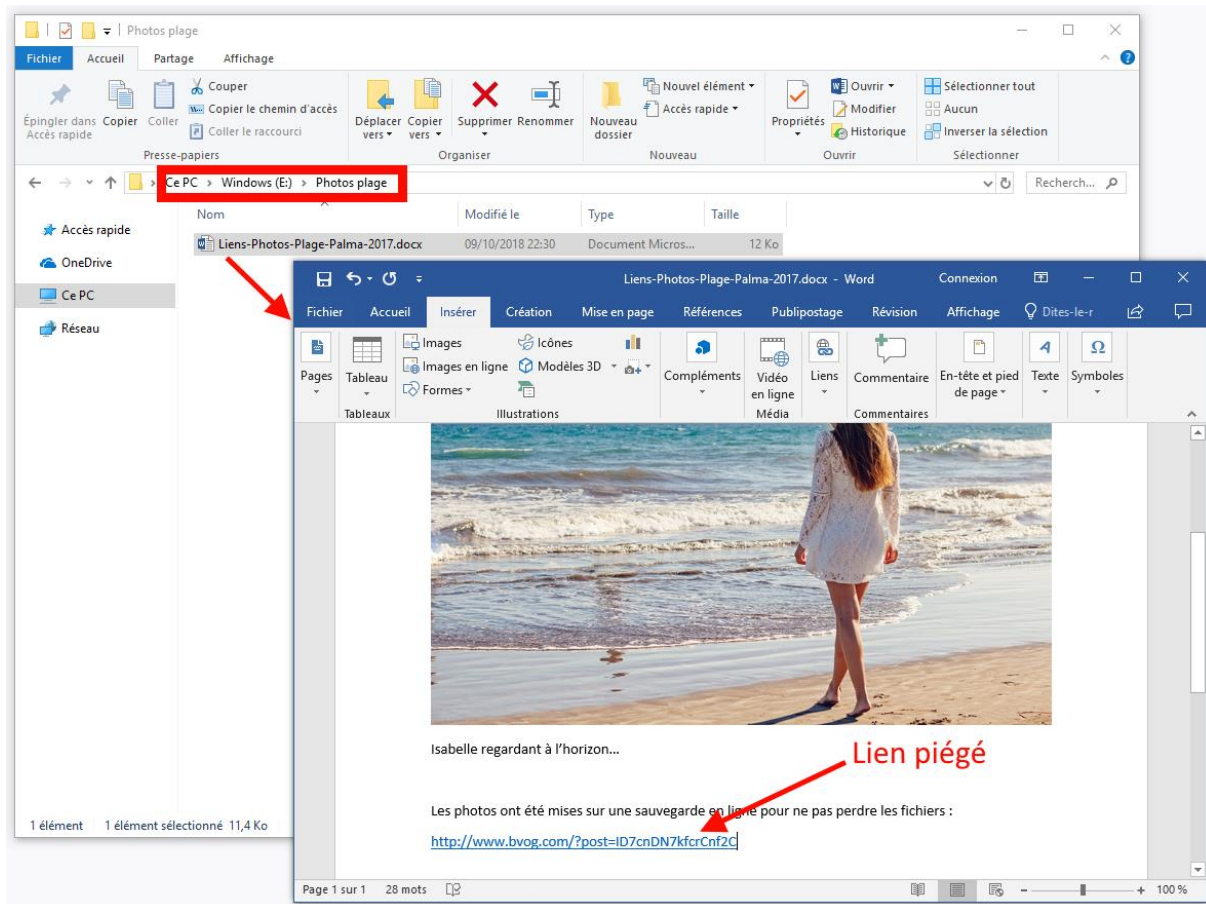 Photos plage
Fichier Accueil Partage Affichage
Épingler dans Accès rapide
Copier
Coller
Couper
Copier le chemin d'accès
Coller le raccourci
Déplacer vers
Copier vers
Supprimer
Renommer
Nouveau dossier
Nouvel élément
Accès rapide
Propriétés
Ouvrir
Modifier
Historique
Sélectionner tout
Aucun
Inverser la sélection
Presse-papiers Organiser Nouveau Ouvrir Sélectionner
Ce PC > Windows (E:) > Photos plage
Recherch...
Nom Modifié le Type Taille
Accès rapide
OneDrive
Ce PC
Réseau
Liens-Photos-Plage-Palma-2017.docx 09/10/2018 22:30 Document Micros... 12 Ko
Liens-Photos-Plage-Palma-2017.docx - Word Connexion
Fichier Accueil Insérer Création Mise en page Références Publipostage Révision Affichage Dites-le-r
Pages
Tableau
Images
Images en ligne
Formes
Icônes
Modèles 3D
Compléments
Vidéo en ligne
Liens
Commentaire
En-tête et pied de page
Texte
Symboles
Tableaux Illustrations Média Commentaires
Isabelle regardant à l'horizon...
Lien piégé
Les photos ont été mises sur une sauvegarde en ligne pour ne pas perdre les fichiers :
http://www.bvog.com/?post=ID7cnDN7kfcrCnf2C
1 élément 1 élément sélectionné 11,4 Ko
Page 1 sur 1 28 mots 100 %